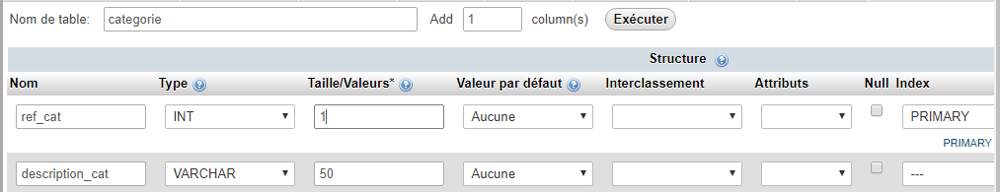 Nom de table: categorie Add 1 column(s) Exécuter
Structure
Nom Type Taille/Valeurs* Valeur par défaut Interclassement Attributs Null Index
ref_cat INT 1 Aucune PRIMARY
PRIMARY
description_cat VARCHAR 50 Aucune ---